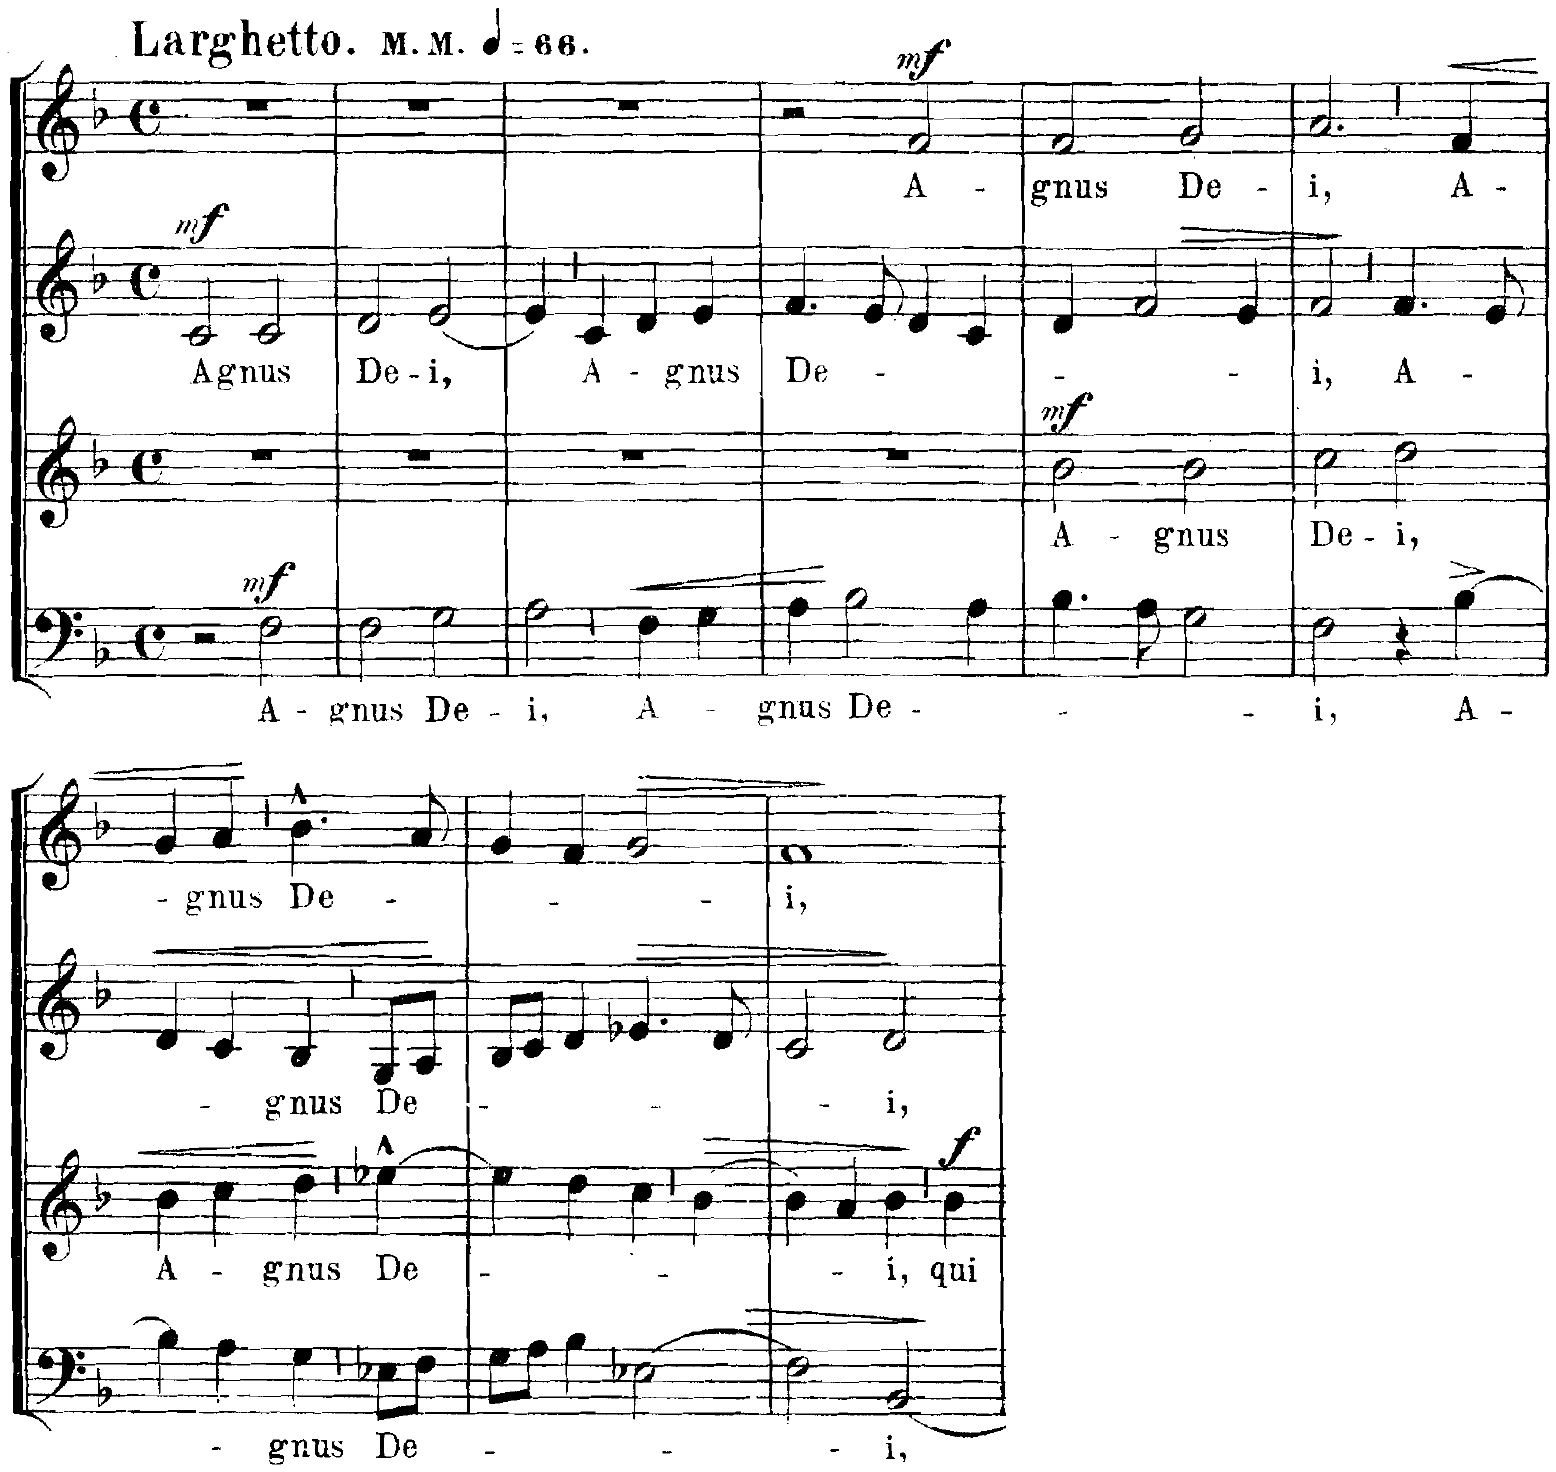 Larghetto. M. M. ♩ = 66.
mf
A - gnus De - i, A -
mf
Agnus De - i, A - gnus De - - - i, A -
mf
A - gnus De - i,
mf
A - gnus De - i, A - gnus De - - - i, A -
- gnus De - - - i,
- gnus De - - - i,
f
A - gnus De - - - i, qui
- gnus De - - - i,